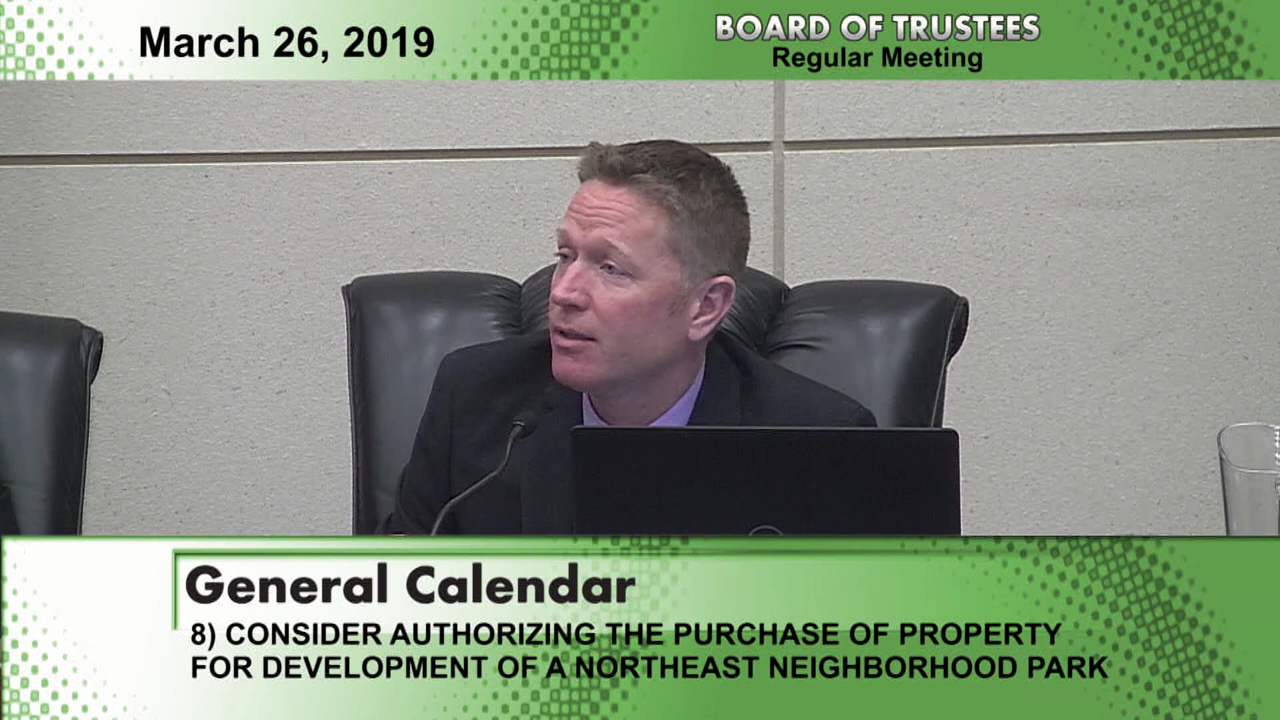 March 26, 2019
BOARD OF TRUSTEES
Regular Meeting
General Calendar
8) CONSIDER AUTHORIZING THE PURCHASE OF PROPERTY
FOR DEVELOPMENT OF A NORTHEAST NEIGHBORHOOD PARK